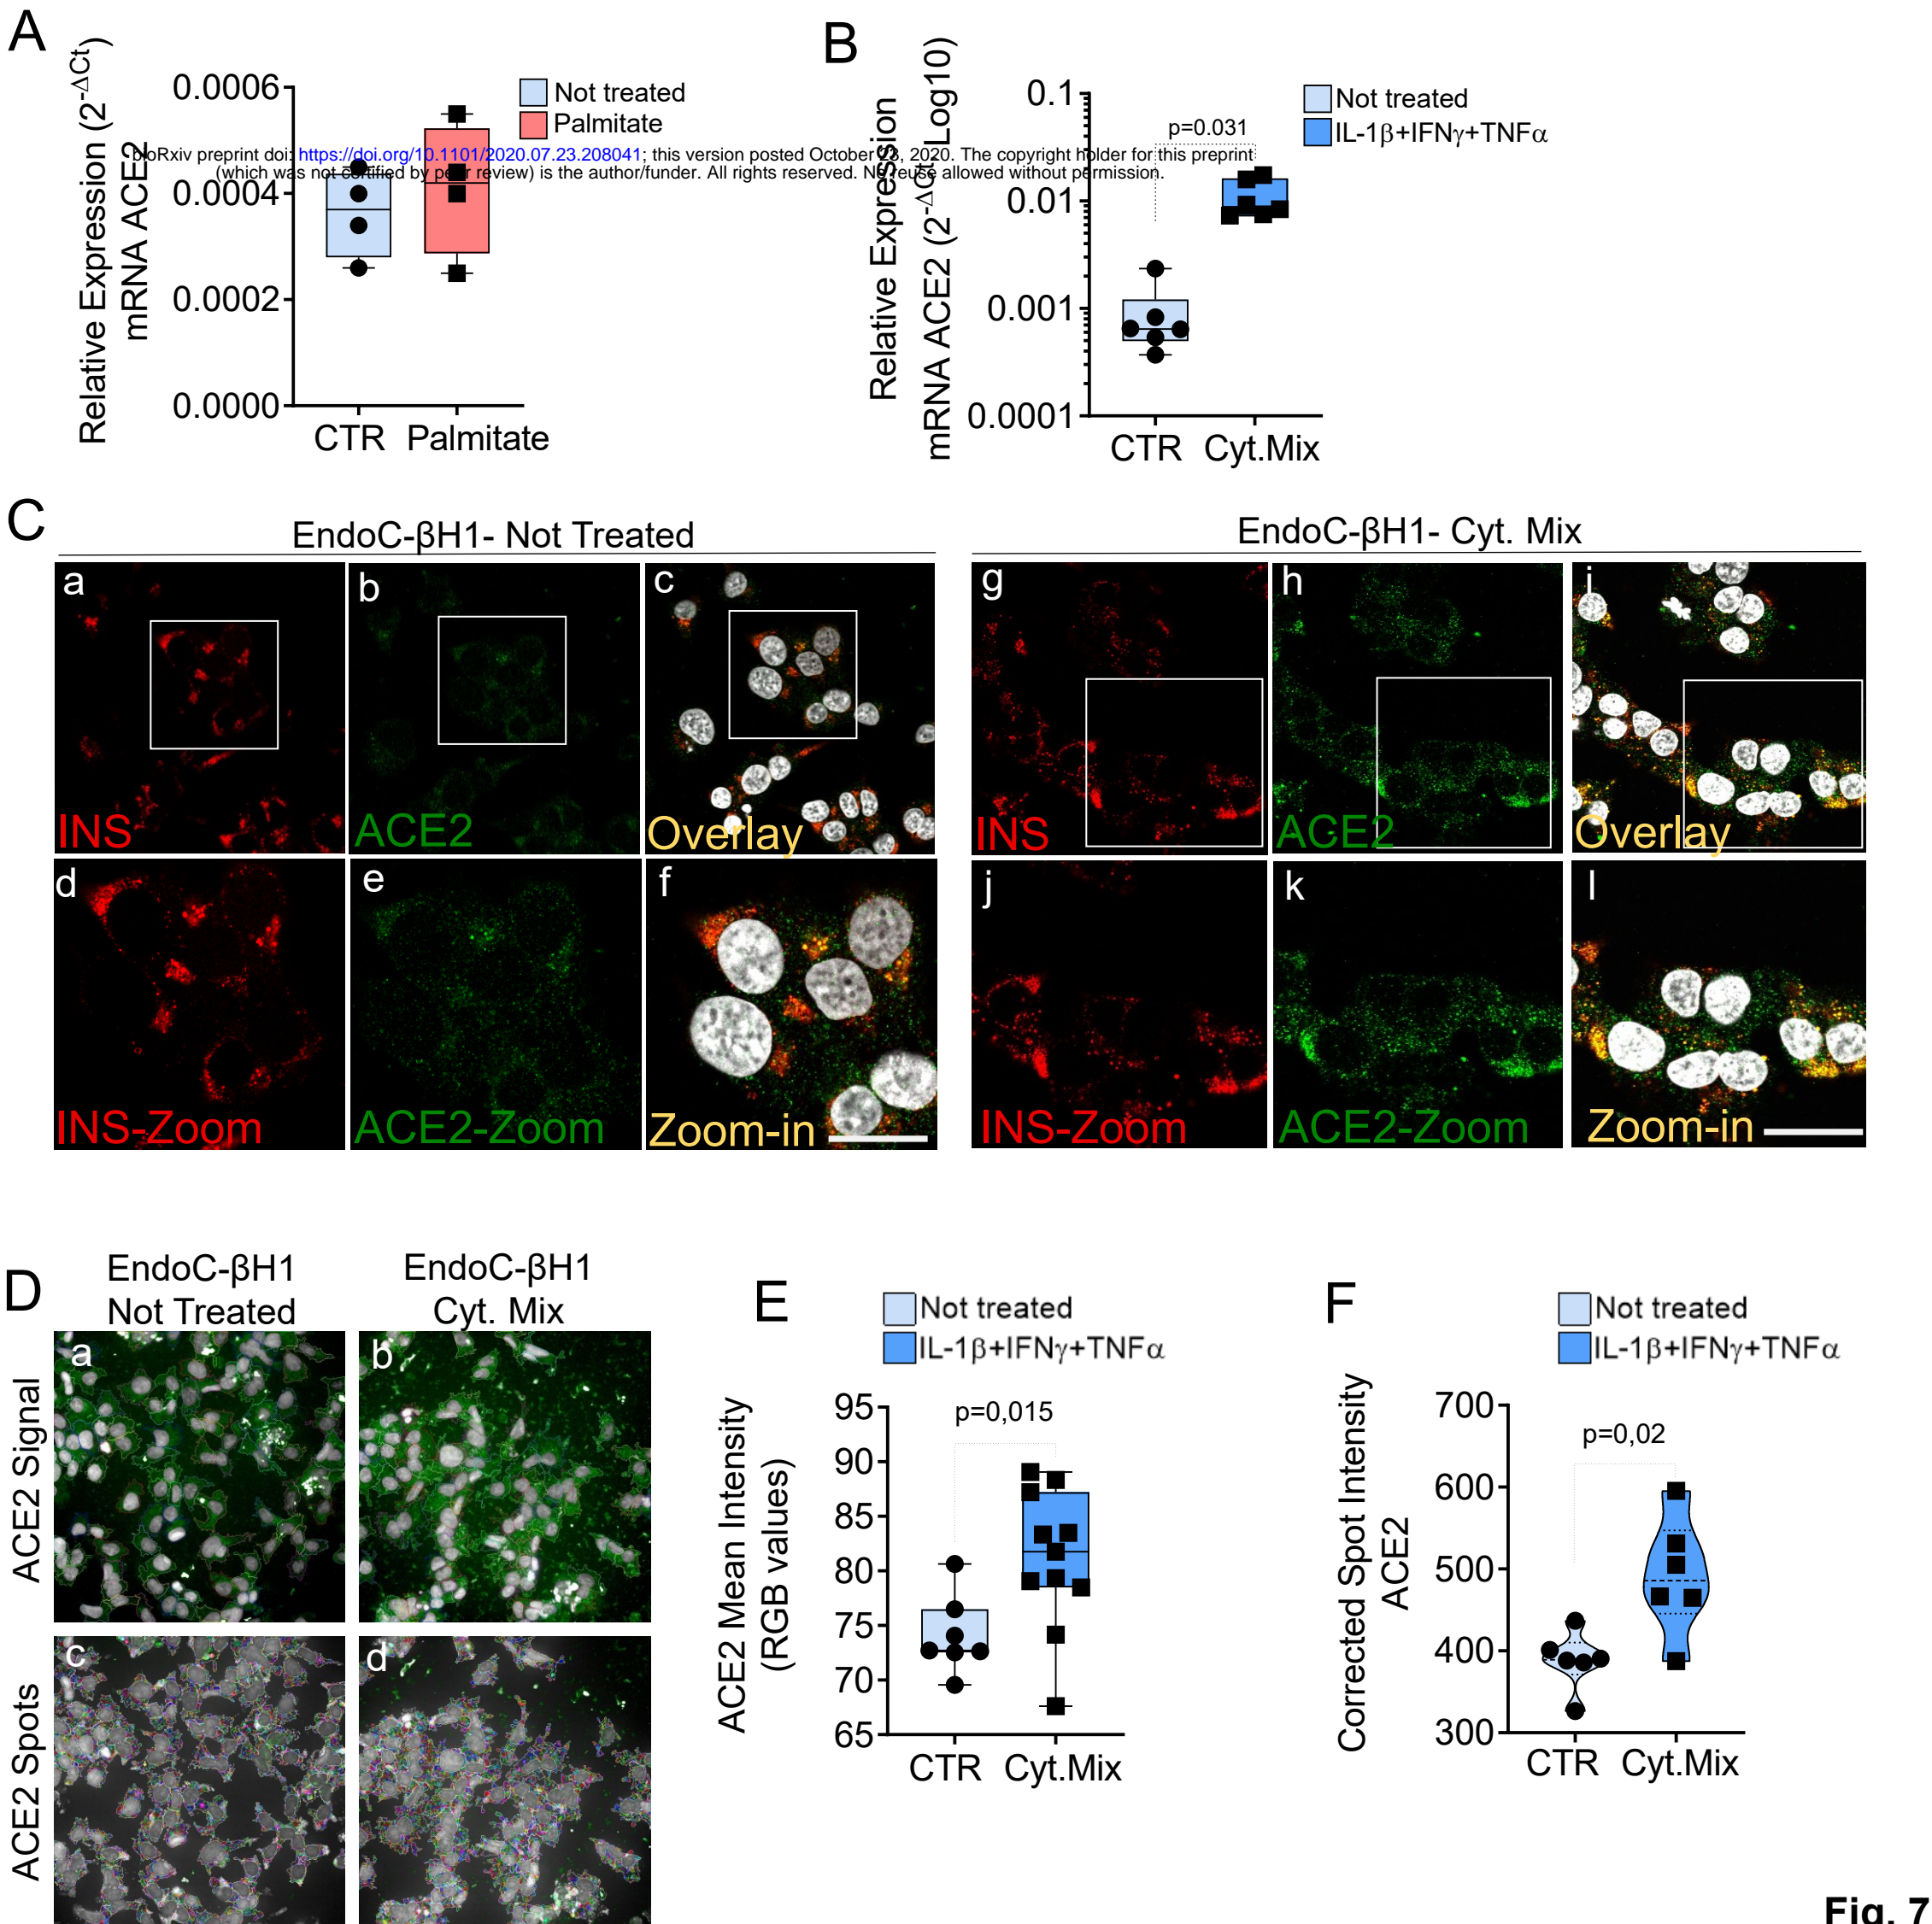 A
Relative Expression (2-ΔCt)
mRNA ACE2
0.0006
0.0004
0.0002
0.0000
CTR Palmitate
Not treated
Palmitate
B
Relative Expression
mRNA ACE2 (2-ΔCt, Log10)
0.1
0.01
0.001
0.0001
p=0.031
CTR Cyt.Mix
Not treated
IL-1β+IFNγ+TNFα
bioRxiv preprint doi: https://doi.org/10.1101/2020.07.23.208041; this version posted October 23, 2020. The copyright holder for this preprint
(which was not certified by peer review) is the author/funder. All rights reserved. No reuse allowed without permission.
C
EndoC-βH1- Not Treated
a
INS
b
ACE2
c
Overlay
d
INS-Zoom
e
ACE2-Zoom
f
Zoom-in
EndoC-βH1- Cyt. Mix
g
INS
h
ACE2
i
Overlay
j
INS-Zoom
k
ACE2-Zoom
l
Zoom-in
D
EndoC-βH1
Not Treated
EndoC-βH1
Cyt. Mix
ACE2 Signal
a
b
ACE2 Spots
c
d
E
Not treated
IL-1β+IFNγ+TNFα
ACE2 Mean Intensity
(RGB values)
95
90
85
80
75
70
65
p=0,015
CTR Cyt.Mix
F
Not treated
IL-1β+IFNγ+TNFα
Corrected Spot Intensity
ACE2
700
600
500
400
300
p=0,02
CTR Cyt.Mix
Fig. 7